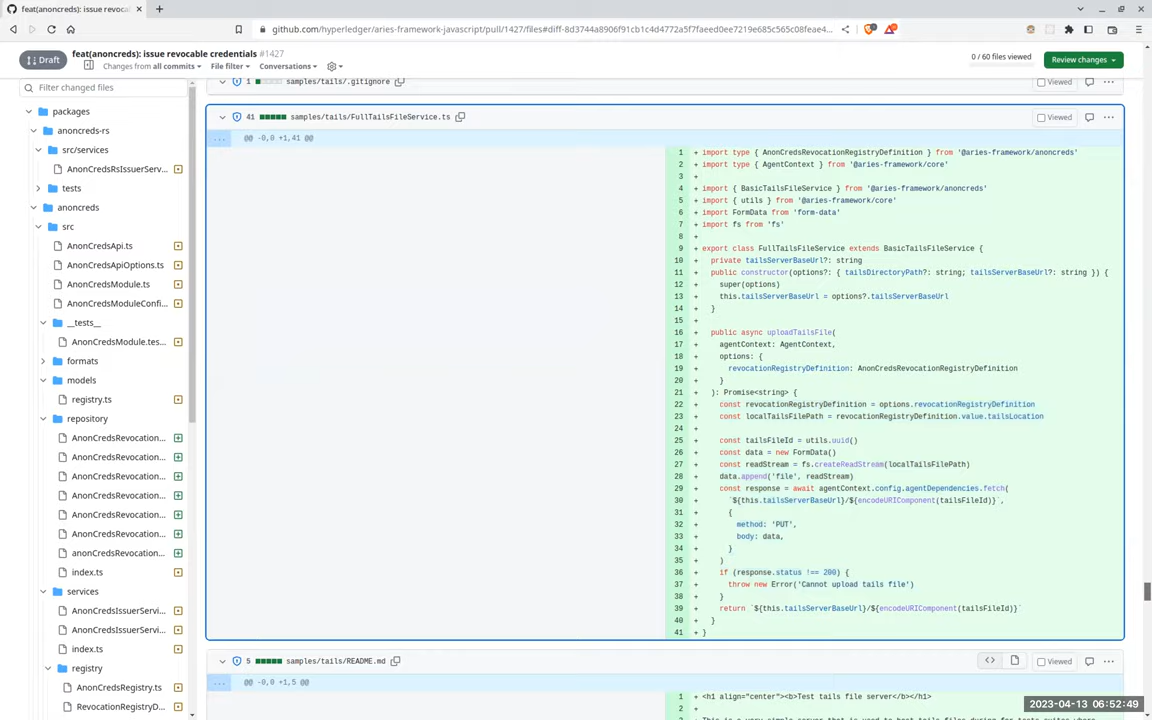 feat(anoncreds): issue revoca
github.com/hyperledger/aries-framework-javascript/pull/1427/files#diff-8d3744a8906f91cb1c4d4772a5f7faeed0ee7219e685c565c08feae4...
Draft
feat(anoncreds): issue revocable credentials #1427
Changes from all commits
File filter
Conversations
0 / 60 files viewed
Review changes
Filter changed files
packages
anoncreds-rs
src/services
AnonCredsRsIssuerServ...
tests
anoncreds
src
AnonCredsApi.ts
AnonCredsApiOptions.ts
AnonCredsModule.ts
AnonCredsModuleConfi...
__tests__
AnonCredsModule.tes...
formats
models
registry.ts
repository
AnonCredsRevocation...
AnonCredsRevocation...
AnonCredsRevocation...
AnonCredsRevocation...
AnonCredsRevocation...
AnonCredsRevocation...
anonCredsRevocation...
index.ts
services
AnonCredsIssuerServi...
AnonCredsIssuerServi...
index.ts
registry
AnonCredsRegistry.ts
RevocationRegistryD...
1 samples/tails/.gitignore
Viewed
41 samples/tails/FullTailsFileService.ts
Viewed
... @@ -0,0 +1,41 @@
1 + import type { AnonCredsRevocationRegistryDefinition } from '@aries-framework/anoncreds'
2 + import type { AgentContext } from '@aries-framework/core'
3 +
4 + import { BasicTailsFileService } from '@aries-framework/anoncreds'
5 + import { utils } from '@aries-framework/core'
6 + import FormData from 'form-data'
7 + import fs from 'fs'
8 +
9 + export class FullTailsFileService extends BasicTailsFileService {
10 + private tailsServerBaseUrl?: string
11 + public constructor(options?: { tailsDirectoryPath?: string; tailsServerBaseUrl?: string }) {
12 + super(options)
13 + this.tailsServerBaseUrl = options?.tailsServerBaseUrl
14 + }
15 +
16 + public async uploadTailsFile(
17 + agentContext: AgentContext,
18 + options: {
19 + revocationRegistryDefinition: AnonCredsRevocationRegistryDefinition
20 + }
21 + ): Promise<string> {
22 + const revocationRegistryDefinition = options.revocationRegistryDefinition
23 + const localTailsFilePath = revocationRegistryDefinition.value.tailsLocation
24 +
25 + const tailsFileId = utils.uuid()
26 + const data = new FormData()
27 + const readStream = fs.createReadStream(localTailsFilePath)
28 + data.append('file', readStream)
29 + const response = await agentContext.config.agentDependencies.fetch(
30 + `${this.tailsServerBaseUrl}/${encodeURIComponent(tailsFileId)}`,
31 + {
32 + method: 'PUT',
33 + body: data,
34 + }
35 + )
36 + if (response.status !== 200) {
37 + throw new Error('Cannot upload tails file')
38 + }
39 + return `${this.tailsServerBaseUrl}/${encodeURIComponent(tailsFileId)}`
40 + }
41 + }
5 samples/tails/README.md
Viewed
... @@ -0,0 +1,5 @@
1 + <h1 align="center"><b>Test tails file server</b></h1>
2 +
2023-04-13 06:52:49